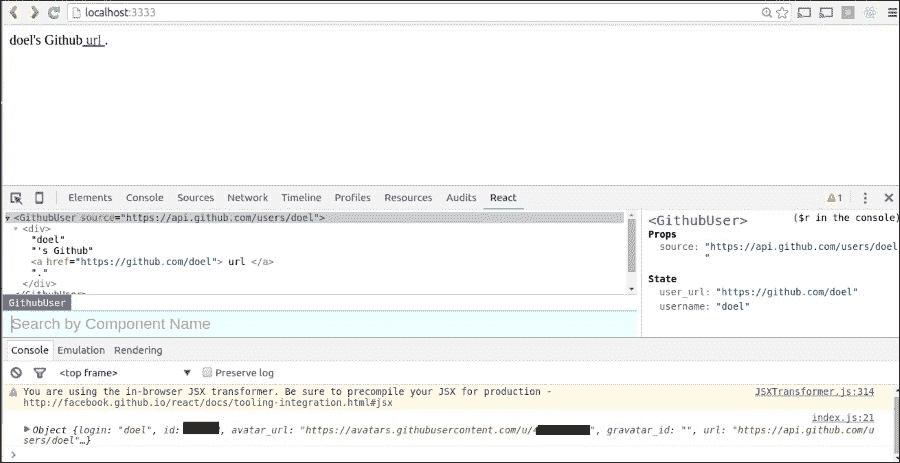 localhost:3333
doel's Github url .
Elements Console Sources Network Timeline Profiles Resources Audits React 1
<GithubUser source="https://api.github.com/users/doel">
<div>
"doel"
"'s Github"
<a href="https://github.com/doel"> url </a>
"."
</div>
</GithubUser>
GithubUser
Search by Component Name
<GithubUser> ($r in the console)
Props
source: "https://api.github.com/users/doel
"
State
user_url: "https://github.com/doel"
username: "doel"
Console Emulation Rendering
<top frame> Preserve log
You are using the in-browser JSX transformer. Be sure to precompile your JSX for production - JSXTransformer.js:314
http://facebook.github.io/react/docs/tooling-integration.html#jsx
index.js:21
Object {login: "doel", id: , avatar_url: "https://avatars.githubusercontent.com/u/ ", gravatar_id: "", url: "https://api.github.com/u
sers/doel"…}